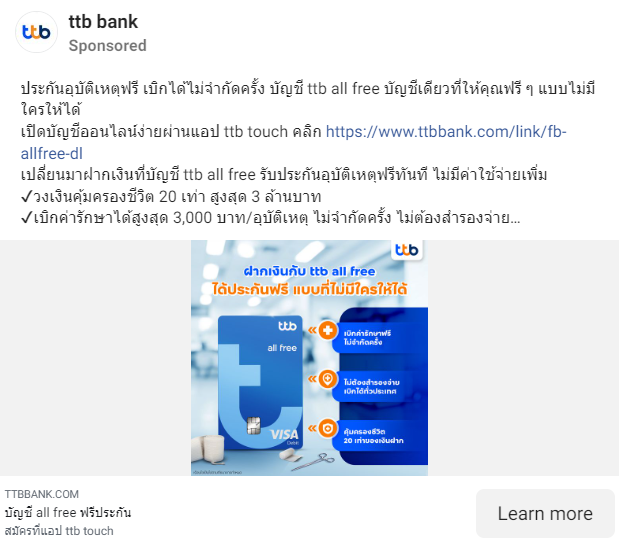 ttb
ttb bank
Sponsored
ประกันอุบัติเหตุฟรี เบิกได้ไม่จำกัดครั้ง บัญชี ttb all free บัญชีเดียวที่ให้คุณฟรี ๆ แบบไม่มี
ใครให้ได้
เปิดบัญชีออนไลน์ง่ายผ่านแอป ttb touch คลิก https://www.ttbbank.com/link/fb-
allfree-dl
เปลี่ยนมาฝากเงินที่บัญชี ttb all free รับประกันอุบัติเหตุฟรีทันที ไม่มีค่าใช้จ่ายเพิ่ม
✓วงเงินคุ้มครองชีวิต 20 เท่า สูงสุด 3 ล้านบาท
✓เบิกค่ารักษาได้สูงสุด 3,000 บาท/อุบัติเหตุ ไม่จำกัดครั้ง ไม่ต้องสำรองจ่าย...
ttb
ฝากเงินกับ ttb all free
ได้ประกันฟรี แบบที่ไม่มีใครให้ได้
ttb
all free
VISA
Debit
เบิกค่ารักษาฟรี
ไม่จำกัดครั้ง
ไม่ต้องสำรองจ่าย
เบิกได้ทั่วประเทศ
คุ้มครองชีวิต
20 เท่าของเงินฝาก
TTBBANK.COM
บัญชี all free ฟรีประกัน
สมัครที่แอป ttb touch
Learn more